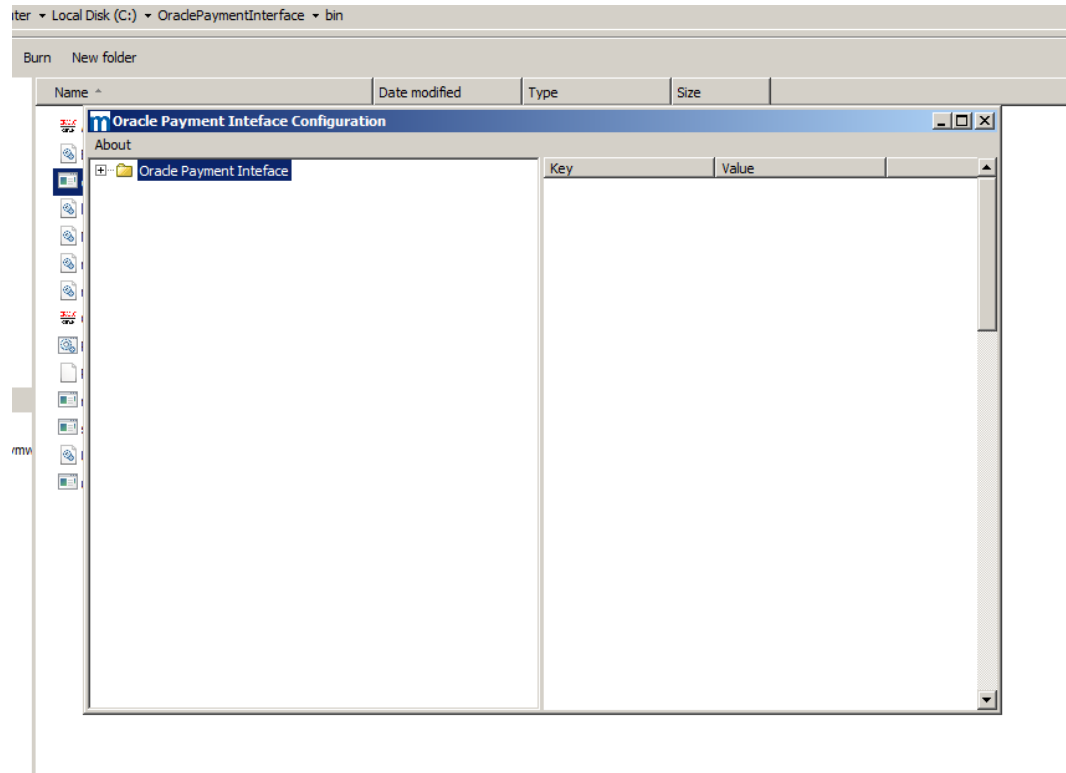 Local Disk (C:) OraclePaymentInterface bin
Burn New folder
Name Date modified Type Size
Oracle Payment Inteface Configuration
About
Oracle Payment Inteface
Key Value